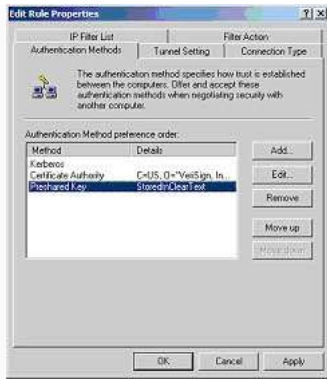 Edit Rule Properties
IP Filter List Filter Action
Authentication Methods Tunnel Setting Connection Type
The authentication method specifies how trust is established
between the computers. Offer and accept these
authentication methods when negotiating security with
another computer.
Authentication Method preference order:
Method Details
Kerberos
Certificate Authority C=US, O="VeriSign, In...
Preshared Key StoredInClearText
Add...
Edit...
Remove
Move up
Move down
OK Cancel Apply